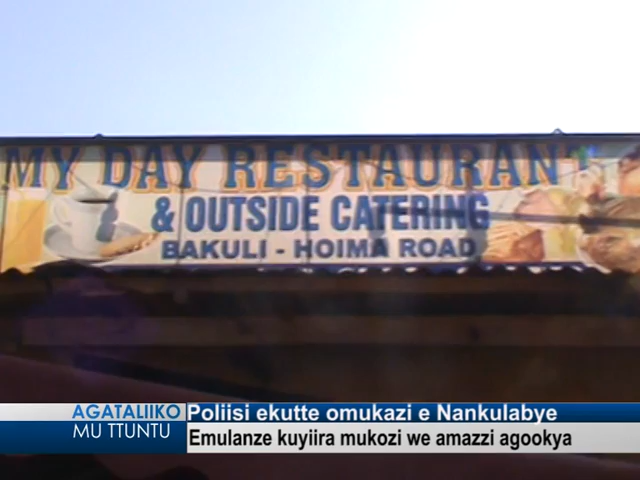 MY DAY RESTAURANT
& OUTSIDE CATERING
BAKULI - HOIMA ROAD
AGATALIIKO
MU TTUNTU
Poliisi ekutte omukazi e Nankulabye
Emulanze kuyiira mukozi we amazzi agookya